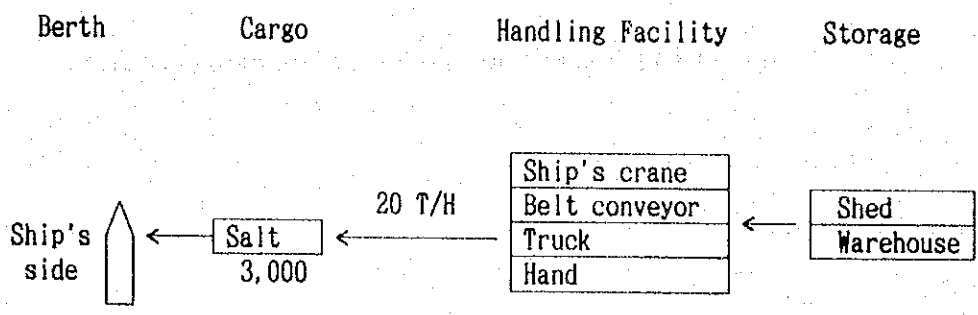 Berth Cargo Handling Facility Storage
Ship's crane
20 T/H Belt conveyor Shed
Ship's Salt Truck Warehouse
side 3,000 Hand